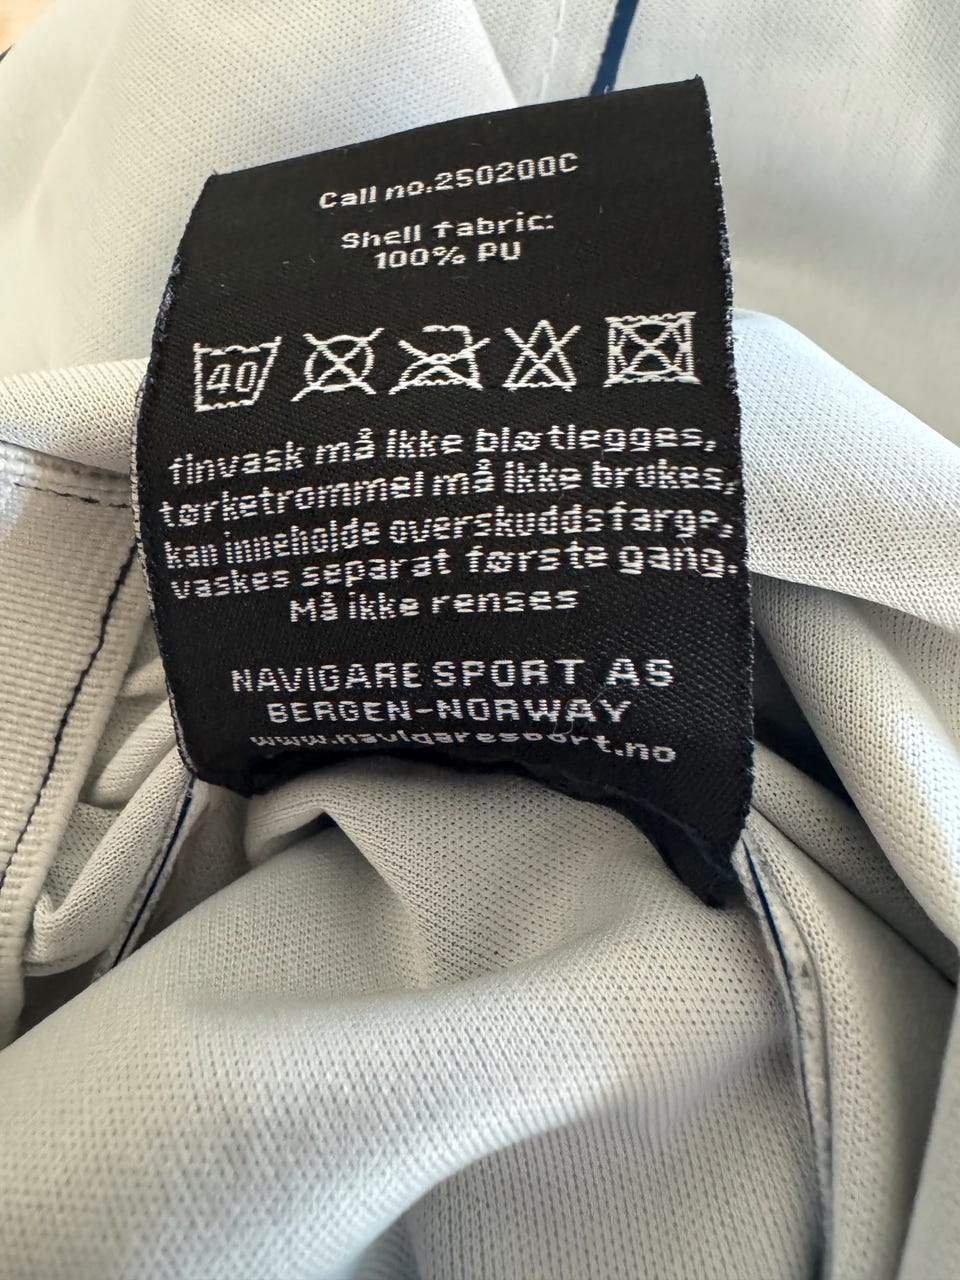 Call no.250200C
Shell fabric:
100% PU
40
finvask må ikke bløtlegges,
tørketrommel må ikke brukes,
kan inneholde overskuddsfarge,
vaskes separat første gang.
Må ikke renses
NAVIGARE SPORT AS
BERGEN-NORWAY
www.navigaresport.no